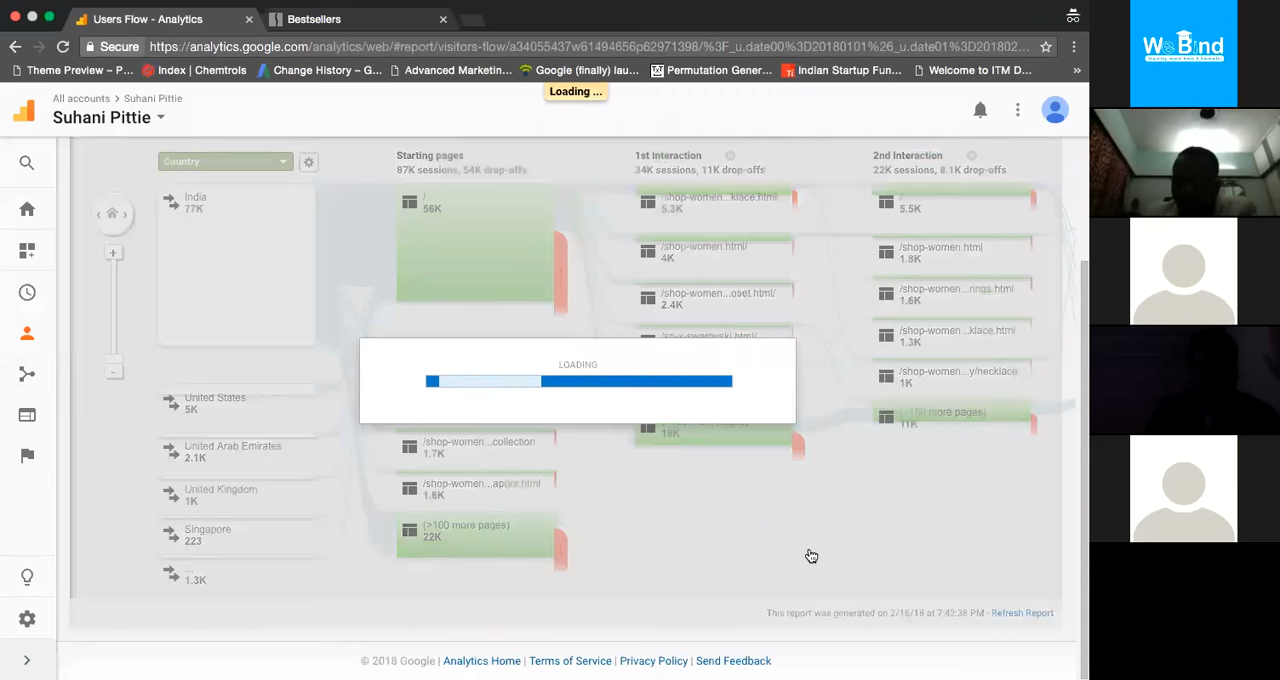 Users Flow - Analytics
Bestsellers
Secure
https://analytics.google.com/analytics/web/#report/visitors-flow/a34055437w61494656p62971398/%3F_u.date00%3D20180101%26_u.date01%3D201802...
Theme Preview – P...
Index | Chemtrols
Change History – G...
Advanced Marketin...
Google (finally) lau...
Permutation Gener...
Indian Startup Fun...
Welcome to ITM D...
»
Loading ...
All accounts > Suhani Pittie
Suhani Pittie
Country
Starting pages
87K sessions, 54K drop-offs
1st Interaction
34K sessions, 11K drop-offs
2nd Interaction
22K sessions, 8.1K drop-offs
India
77K
United States
5K
United Arab Emirates
2.1K
United Kingdom
1K
Singapore
223
...
1.3K
/
56K
/shop-women...collection
1.7K
1.6K
(>100 more pages)
22K
/shop-women...klace.html
5.3K
/shop-women.html/
4K
/shop-women...oset.html/
2.4K
18K
/
5.5K
/shop-women.html
1.8K
/shop-women...rings.html
1.6K
/shop-women...klace.html
1.3K
/shop-women...y/necklace
1K
(>100 more pages)
11K
LOADING
This report was generated on 2/16/18 at 7:42:38 PM - Refresh Report
© 2018 Google | Analytics Home | Terms of Service | Privacy Policy | Send Feedback